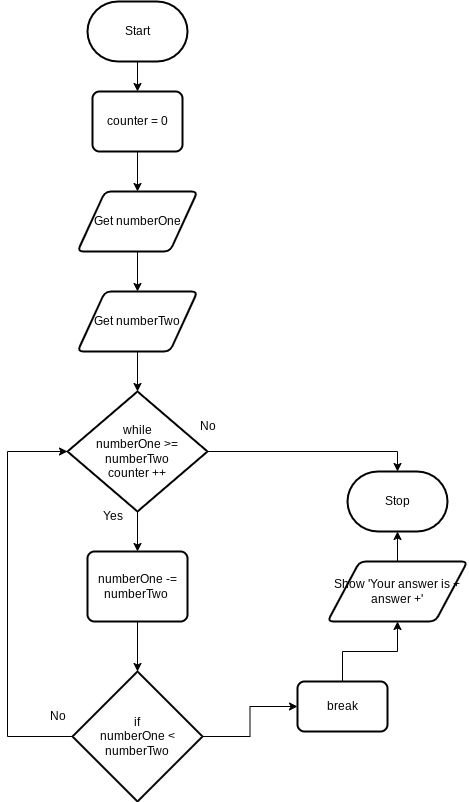 Start
counter = 0
Get numberOne
Get numberTwo
while
numberOne >=
numberTwo
counter ++
No
Yes
Stop
numberOne -=
numberTwo
Show 'Your answer is +
answer +'
if
numberOne <
numberTwo
No
break